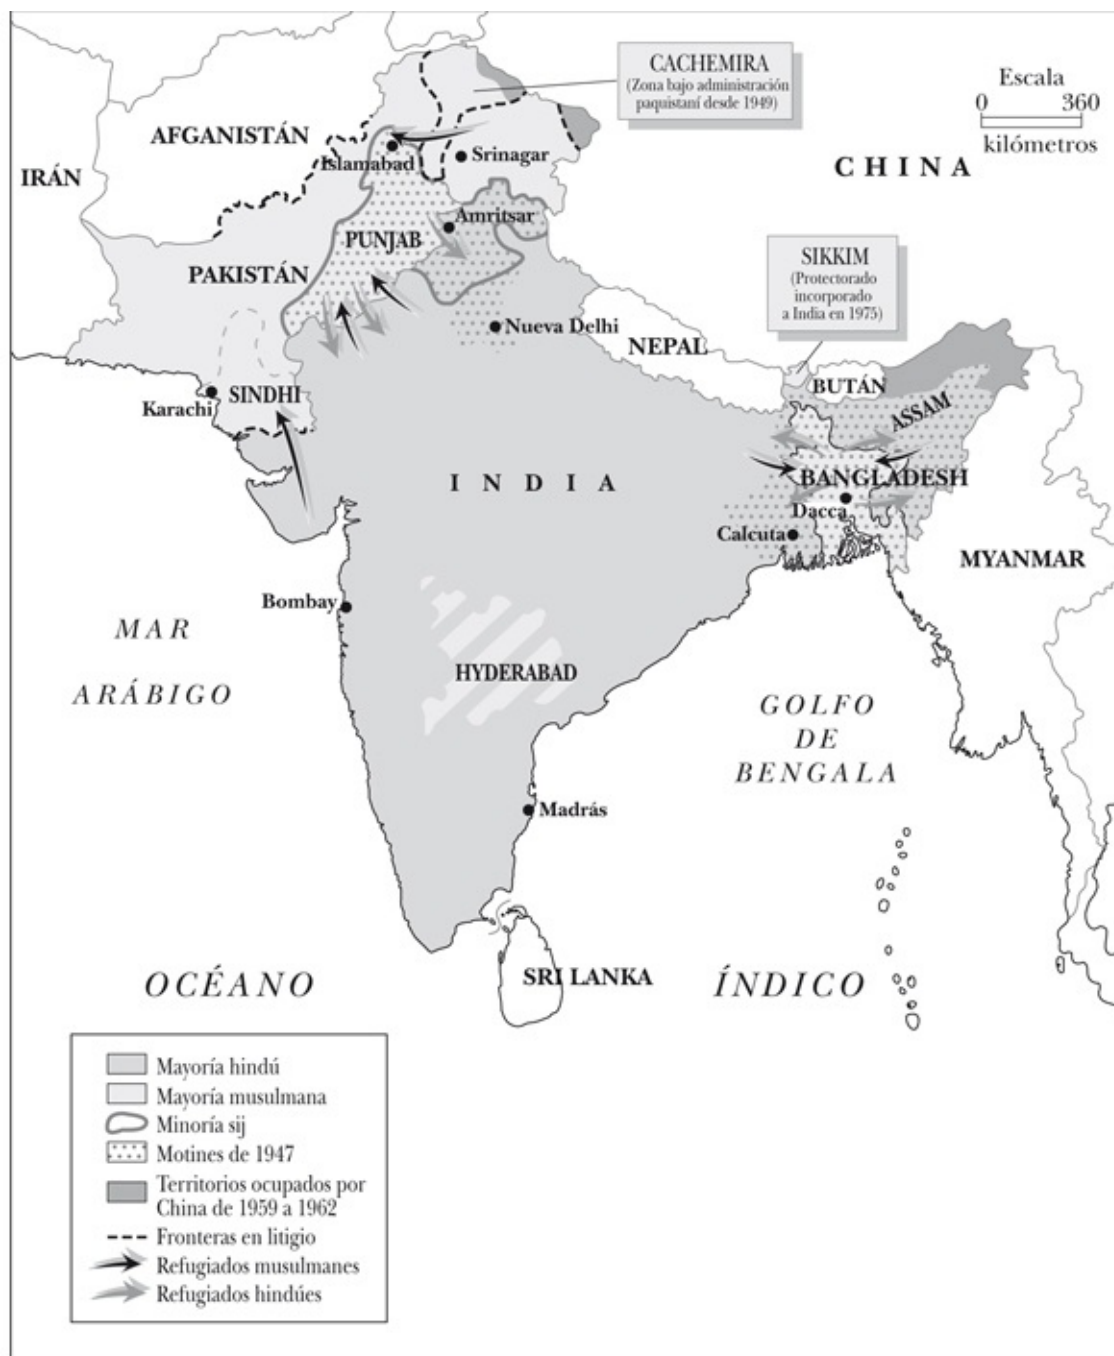 CACHEMIRA
(Zona bajo administración
paquistaní desde 1949)
Escala
0 360
kilómetros
AFGANISTÁN
IRÁN
Islamabad
Srinagar
CHINA
Amritsar
PUNJAB
PAKISTÁN
SIKKIM
(Protectorado
incorporado
a India en 1975)
Nueva Delhi
NEPAL
BUTÁN
SINDHI
Karachi
ASSAM
INDIA
BANGLADESH
Dacca
Calcuta
MYANMAR
Bombay
MAR
ARÁBIGO
HYDERABAD
GOLFO
DE
BENGALA
Madrás
OCÉANO
SRI LANKA
ÍNDICO
Mayoría hindú
Mayoría musulmana
Minoría sij
Motines de 1947
Territorios ocupados por
China de 1959 a 1962
Fronteras en litigio
Refugiados musulmanes
Refugiados hindúes